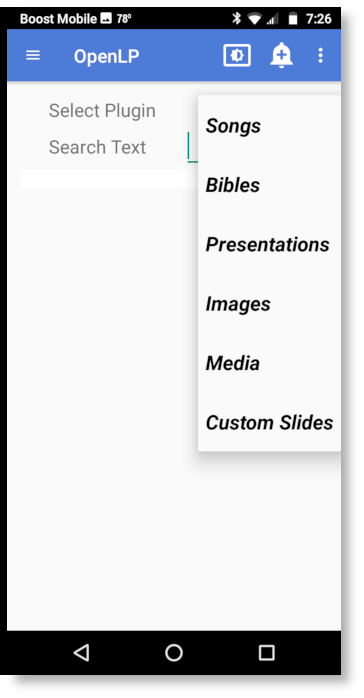 Boost Mobile 78° 7:26
OpenLP
Select Plugin
Search Text
Songs
Bibles
Presentations
Images
Media
Custom Slides